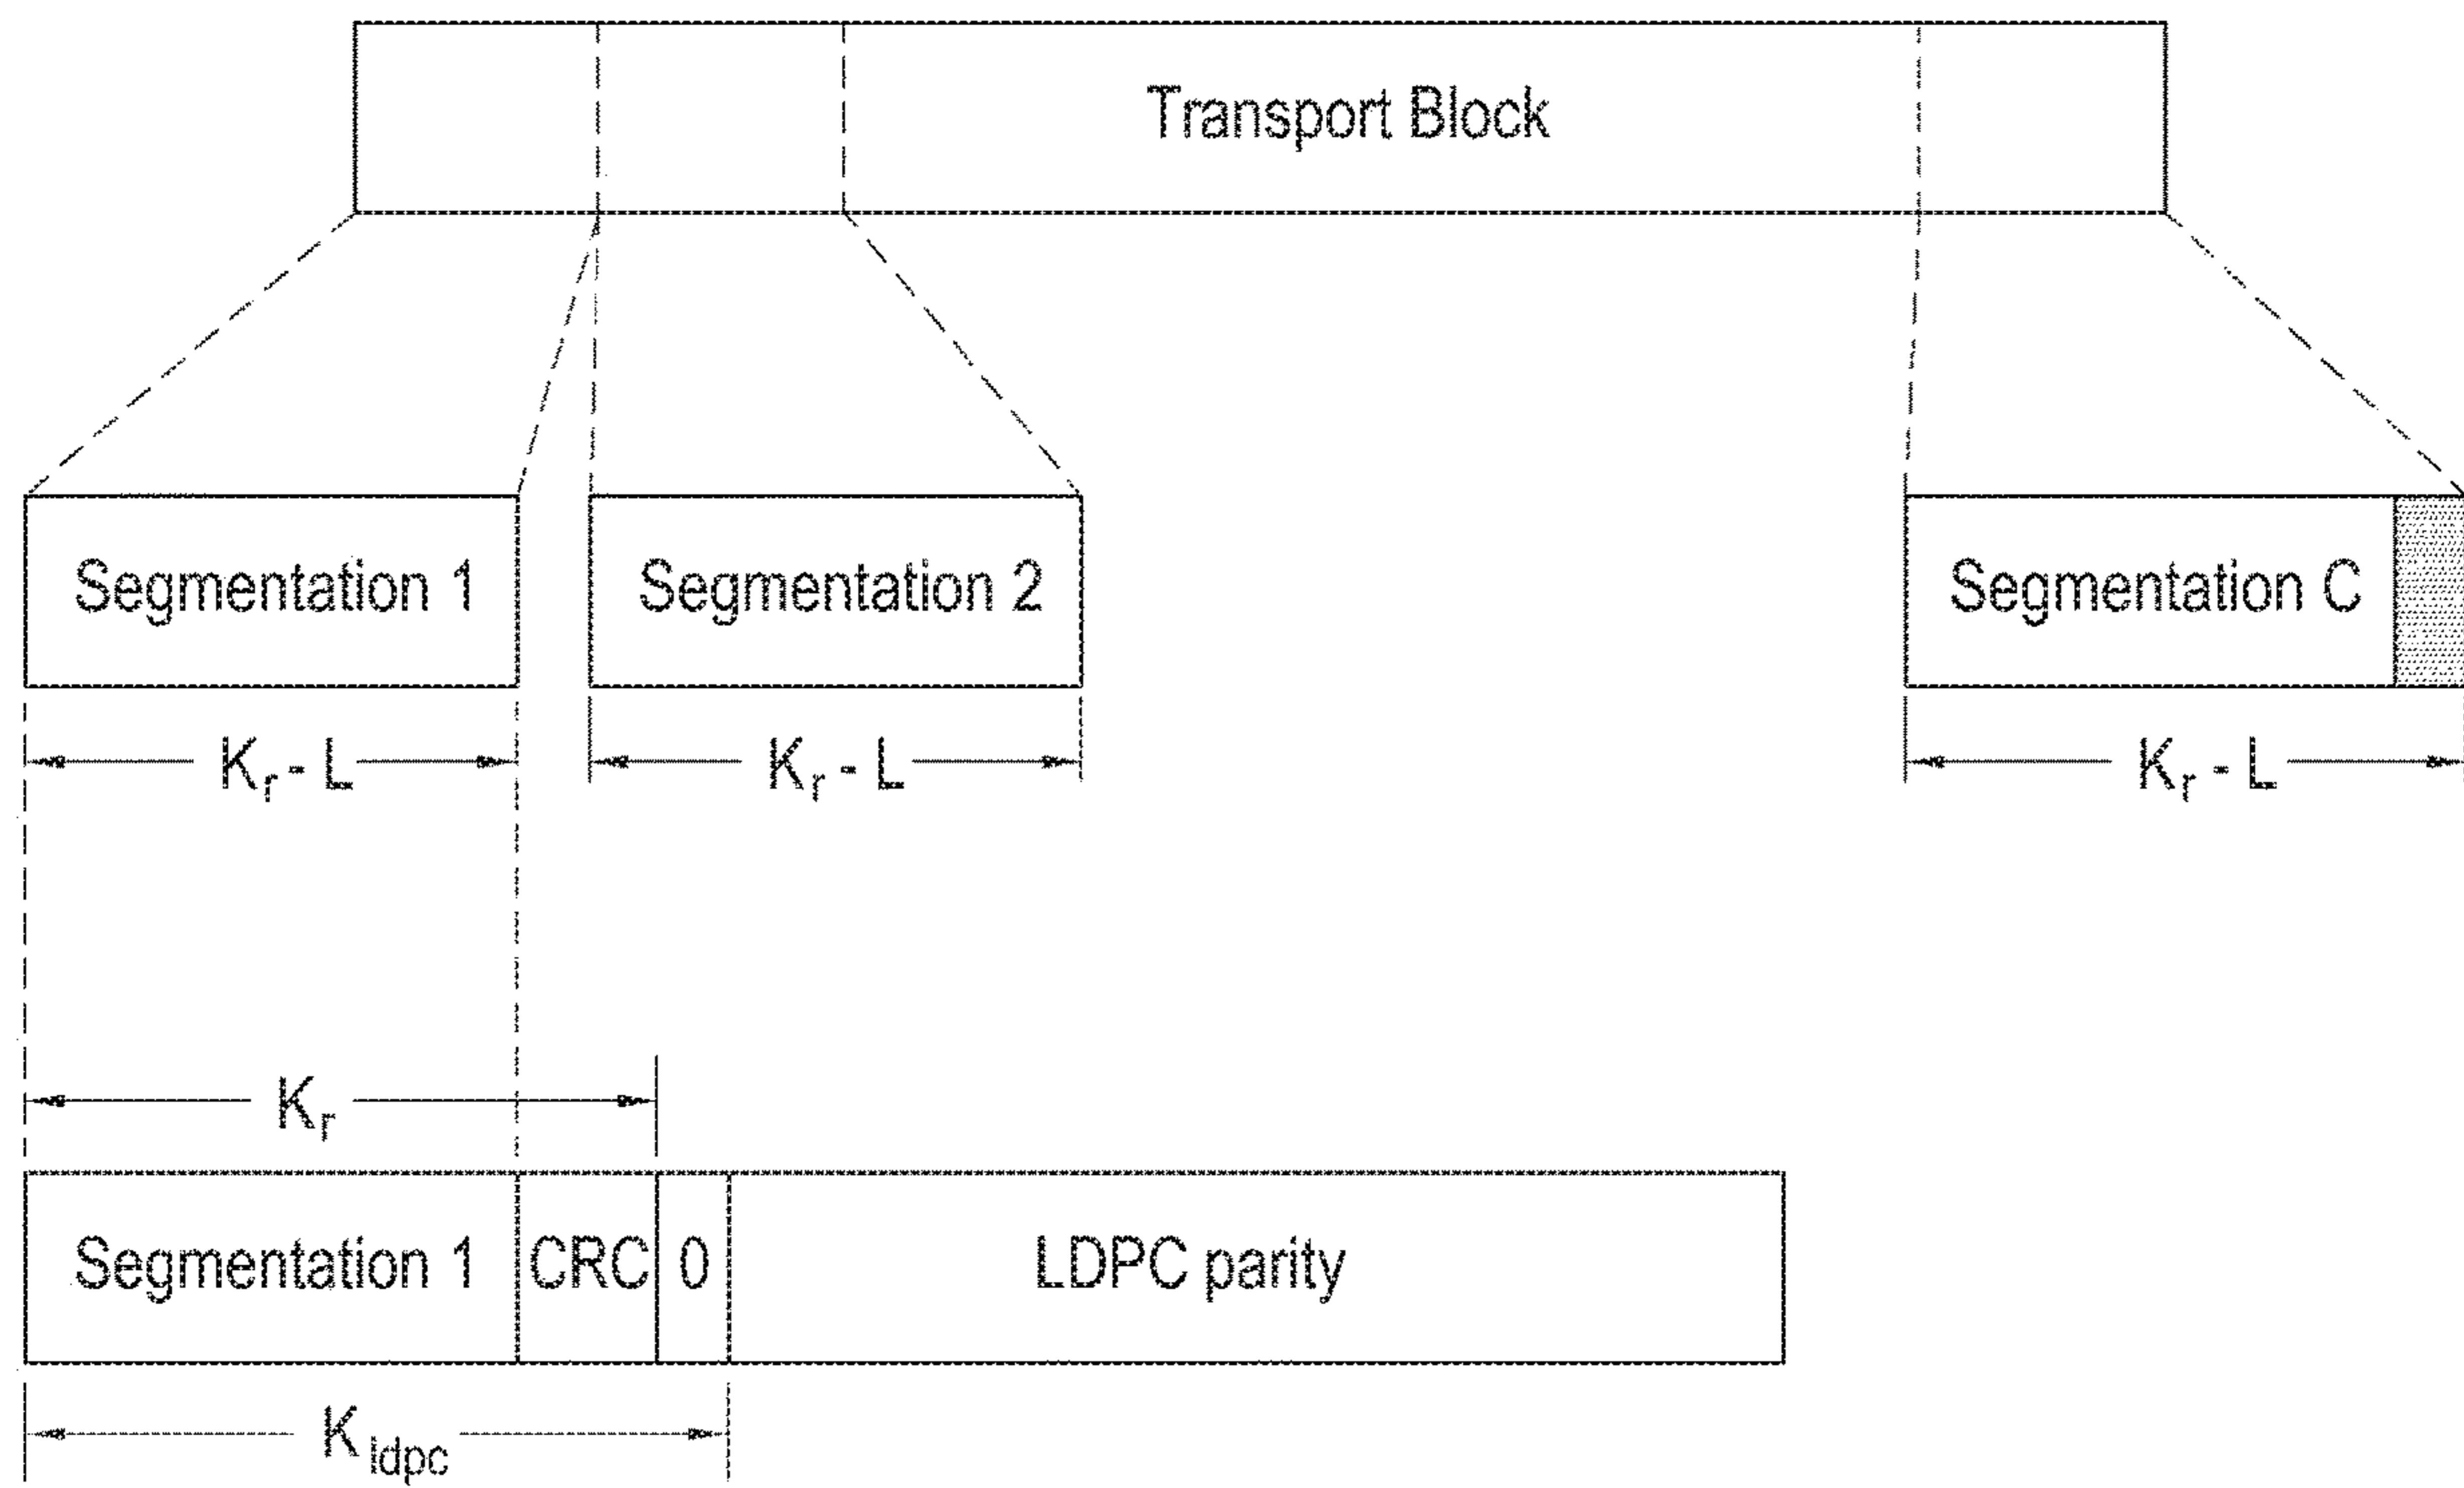 Transport Block
Segmentation 1
Segmentation 2
Segmentation C
Kr - L
Kr - L
Kr - L
Kr
Segmentation 1
CRC
0
LDPC parity
Kldpc